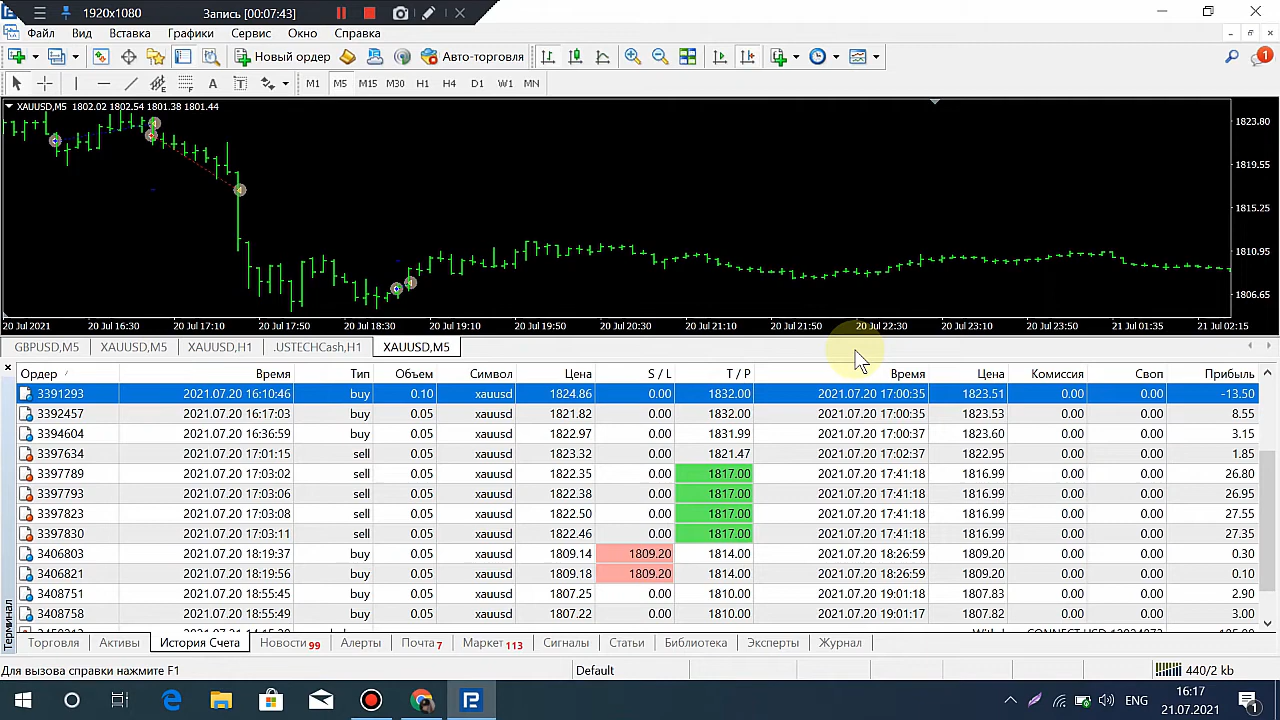 1920x1080 Запись [00:07:43]
Файл Вид Вставка Графики Сервис Окно Справка
Новый ордер Авто-торговля 1
A T M1 M5 M15 M30 H1 H4 D1 W1 MN
XAUUSD,M5 1802.02 1802.54 1801.38 1801.44
1823.80
1819.55
1815.25
1810.95
1806.65
20 Jul 2021 20 Jul 16:30 20 Jul 17:10 20 Jul 17:50 20 Jul 18:30 20 Jul 19:10 20 Jul 19:50 20 Jul 20:30 20 Jul 21:10 20 Jul 21:50 20 Jul 22:30 20 Jul 23:10 20 Jul 23:50 21 Jul 01:35 21 Jul 02:15
GBPUSD,M5 XAUUSD,M5 XAUUSD,H1 .USTECHCash,H1 XAUUSD,M5
Ордер Время Тип Объем Символ Цена S / L T / P Время Цена Комиссия Своп Прибыль
3391293 2021.07.20 16:10:46 buy 0.10 xauusd 1824.86 0.00 1832.00 2021.07.20 17:00:35 1823.51 0.00 0.00 -13.50
3392457 2021.07.20 16:17:03 buy 0.05 xauusd 1821.82 0.00 1832.00 2021.07.20 17:00:35 1823.53 0.00 0.00 8.55
3394604 2021.07.20 16:36:59 buy 0.05 xauusd 1822.97 0.00 1831.99 2021.07.20 17:00:37 1823.60 0.00 0.00 3.15
3397634 2021.07.20 17:01:15 sell 0.05 xauusd 1823.32 0.00 1821.47 2021.07.20 17:02:37 1822.95 0.00 0.00 1.85
3397789 2021.07.20 17:03:02 sell 0.05 xauusd 1822.35 0.00 1817.00 2021.07.20 17:41:18 1816.99 0.00 0.00 26.80
3397793 2021.07.20 17:03:06 sell 0.05 xauusd 1822.38 0.00 1817.00 2021.07.20 17:41:18 1816.99 0.00 0.00 26.95
3397823 2021.07.20 17:03:08 sell 0.05 xauusd 1822.50 0.00 1817.00 2021.07.20 17:41:18 1816.99 0.00 0.00 27.55
3397830 2021.07.20 17:03:11 sell 0.05 xauusd 1822.46 0.00 1817.00 2021.07.20 17:41:18 1816.99 0.00 0.00 27.35
3406803 2021.07.20 18:19:37 buy 0.05 xauusd 1809.14 1809.20 1814.00 2021.07.20 18:26:59 1809.20 0.00 0.00 0.30
3406821 2021.07.20 18:19:56 buy 0.05 xauusd 1809.18 1809.20 1814.00 2021.07.20 18:26:59 1809.20 0.00 0.00 0.10
3408751 2021.07.20 18:55:45 buy 0.05 xauusd 1807.25 0.00 1810.00 2021.07.20 19:01:18 1807.83 0.00 0.00 2.90
3408758 2021.07.20 18:55:49 buy 0.05 xauusd 1807.22 0.00 1810.00 2021.07.20 19:01:17 1807.82 0.00 0.00 3.00
Терминал
Торговля Активы История Счета Новости 99 Алерты Почта 7 Маркет 113 Сигналы Статьи Библиотека Эксперты Журнал
Для вызова справки нажмите F1 Default 440/2 kb
ENG 16:17
21.07.2021 1